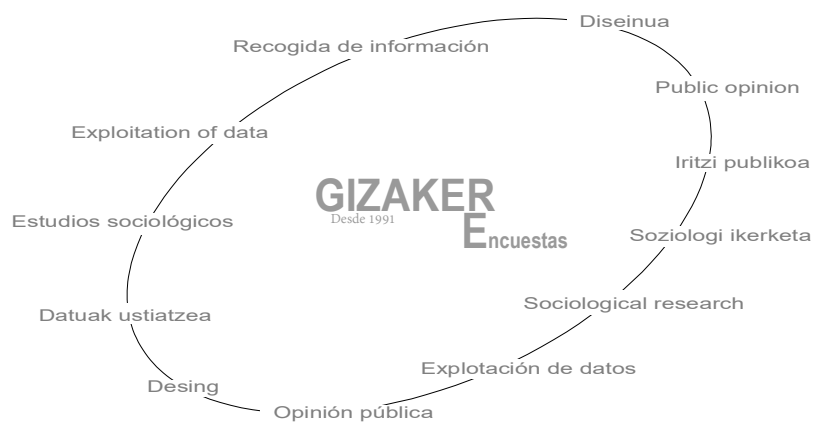 Diseinua
Recogida de información
Public opinion
Exploitation of data
Iritzi publikoa
GIZAKER
Desde 1991
Encuestas
Estudios sociológicos
Soziologi ikerketa
Sociological research
Datuak ustiatzea
Explotación de datos
Desing
Opinión pública